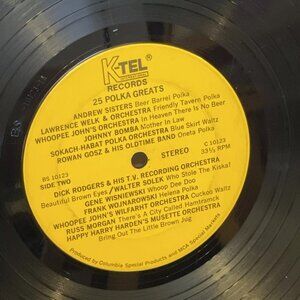 K-TEL
INTERNATIONAL
RECORDS
25 POLKA GREATS
ANDREW SISTERS Beer Barrel Polka
LAWRENCE WELK & ORCHESTRA Friendly Tavern Polka
WHOOPEE JOHN'S ORCHESTRA In Heaven There Is No Beer
JOHNNY BOMBA Mother in Law
SOKACH-HABAT POLKA ORCHESTRA Blue Skirt Waltz
ROWAN GOSZ & HIS OLDTIME BAND Oneta Polka
BS 10123
SIDE TWO
STEREO
C 10123
33⅓ RPM
DICK RODGERS & HIS T.V. RECORDING ORCHESTRA
Beautiful Brown Eyes / WALTER SOLEK Who Stole The Kiska?
GENE WISNIEWSKY Whoop Dee Doo
FRANK WOJNAROWSKI Helena Polka
WHOOPEE JOHN'S WILFAHRT ORCHESTRA Cuckoo Waltz
RUSS MORGAN There's A City Called Hamtramck
HAPPY HARRY HARDEN'S MUSETTE ORCHESTRA
Bring Out The Little Brown Jug
Produced by Columbia Special Products and MCA Special Markets